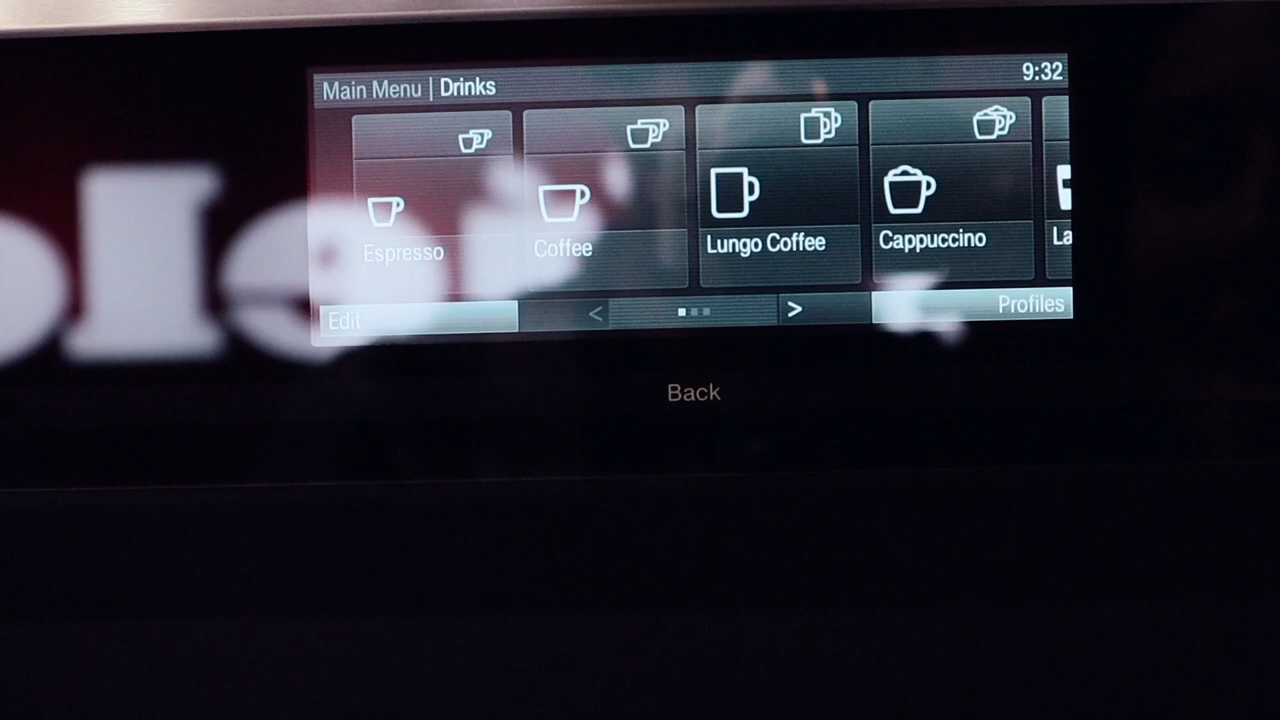 Main Menu | Drinks
9:32
Espresso
Coffee
Lungo Coffee
Cappuccino
La
Edit
<
>
Profiles
Back